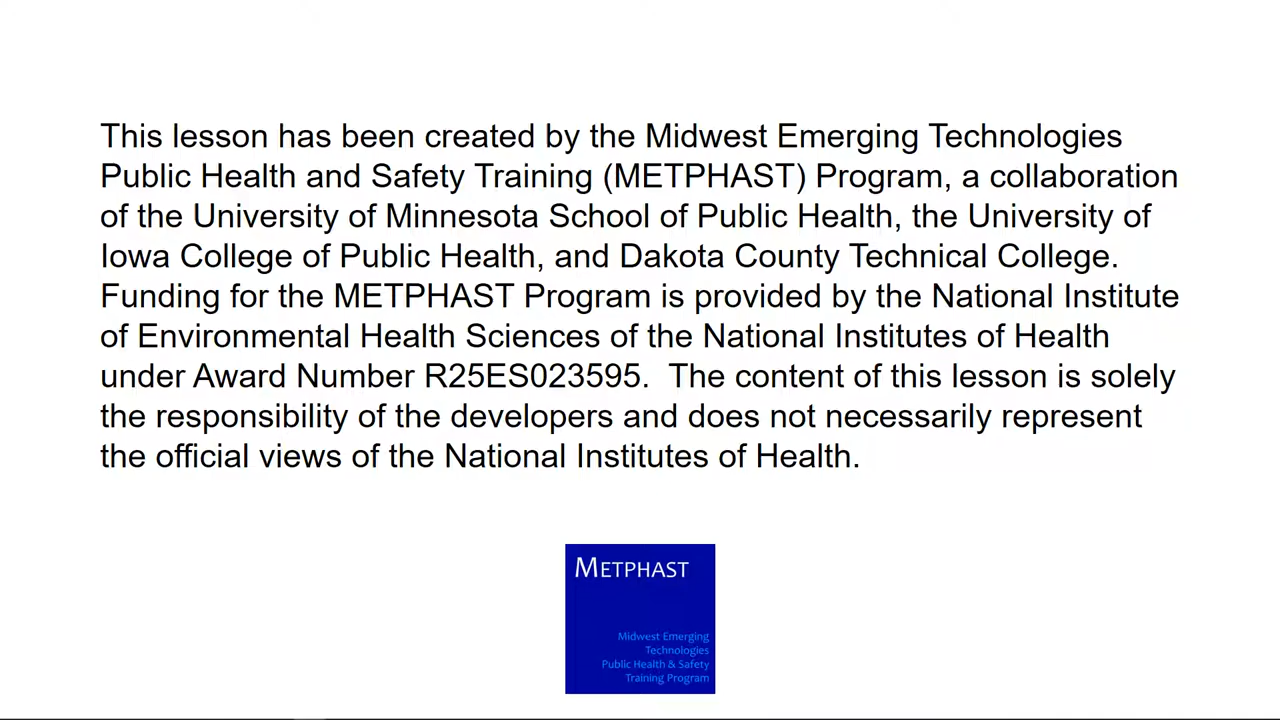 This lesson has been created by the Midwest Emerging Technologies
Public Health and Safety Training (METPHAST) Program, a collaboration
of the University of Minnesota School of Public Health, the University of
Iowa College of Public Health, and Dakota County Technical College.
Funding for the METPHAST Program is provided by the National Institute
of Environmental Health Sciences of the National Institutes of Health
under Award Number R25ES023595.  The content of this lesson is solely
the responsibility of the developers and does not necessarily represent
the official views of the National Institutes of Health.
METPHAST
Midwest Emerging
Technologies
Public Health & Safety
Training Program